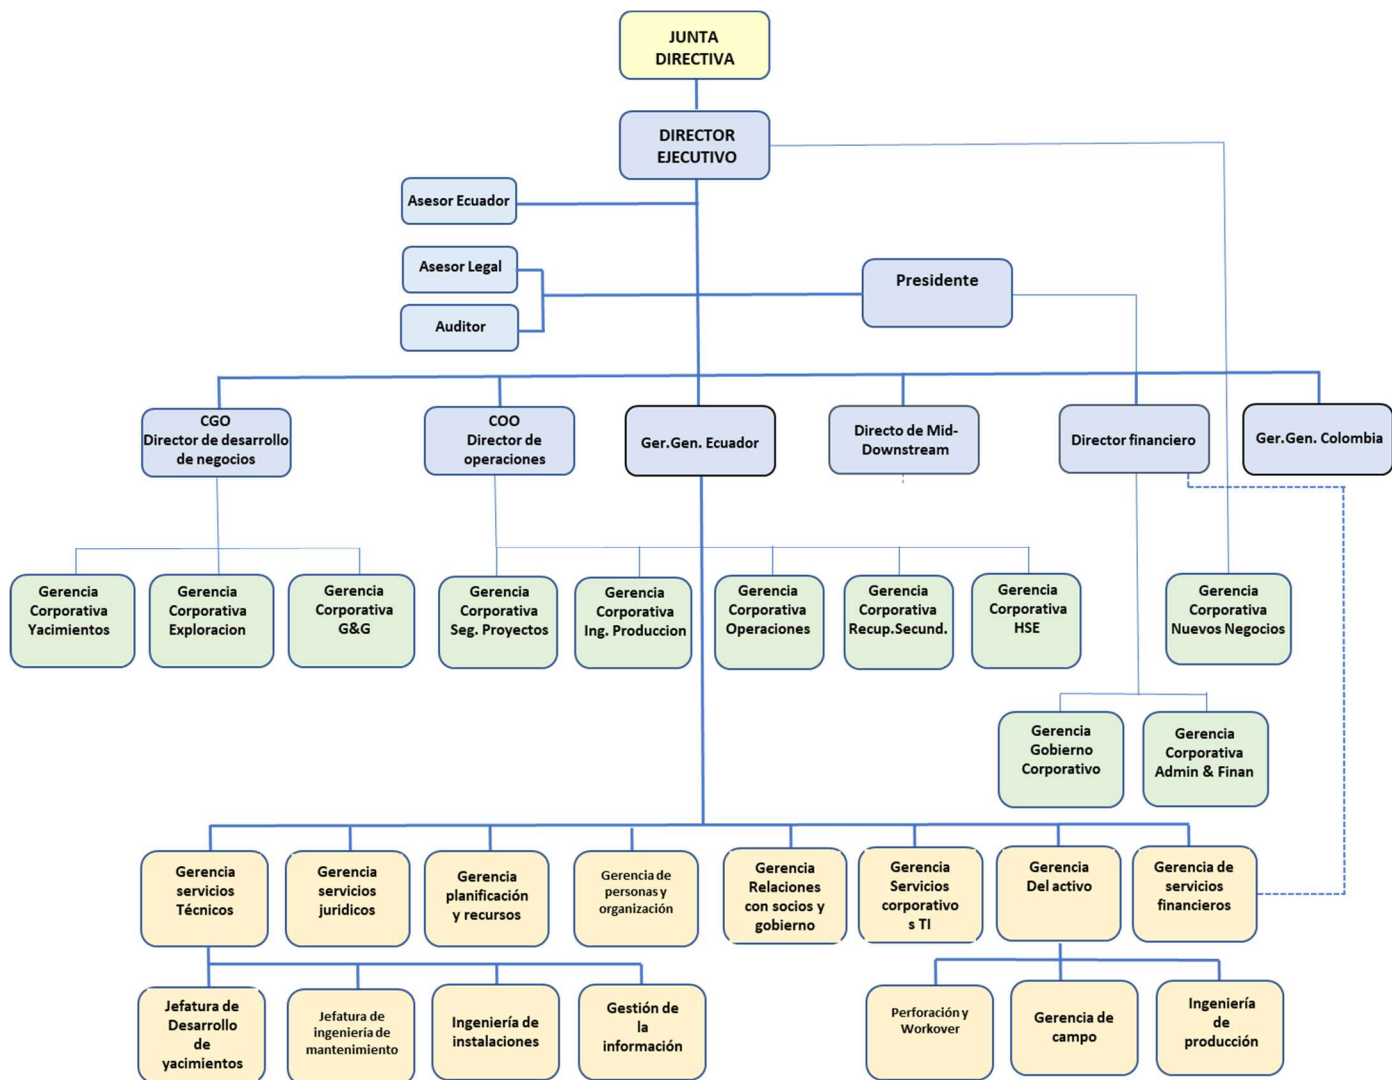 JUNTA
DIRECTIVA
DIRECTOR
EJECUTIVO
Asesor Ecuador
Asesor Legal
Presidente
Auditor
CGO
Director de desarrollo
de negocios
COO
Director de
operaciones
Ger.Gen. Ecuador
Directo de Mid-
Downstream
Director financiero
Ger.Gen. Colombia
Gerencia
Corporativa
Yacimientos
Gerencia
Corporativa
Exploracion
Gerencia
Corporativa
G&G
Gerencia
Corporativa
Seg. Proyectos
Gerencia
Corporativa
Ing. Produccion
Gerencia
Corporativa
Operaciones
Gerencia
Corporativa
Recup.Secund.
Gerencia
Corporativa
HSE
Gerencia
Corporativa
Nuevos Negocios
Gerencia
Gobierno
Corporativo
Gerencia
Corporativa
Admin & Finan
Gerencia
servicios
Técnicos
Gerencia
servicios
juridicos
Gerencia
planificación
y recursos
Gerencia de
personas y
organización
Gerencia
Relaciones
con socios y
gobierno
Gerencia
Servicios
corporativo
s TI
Gerencia
Del activo
Gerencia de
servicios
financieros
Jefatura de
Desarrollo
de
yacimientos
Jefatura de
ingeniería de
mantenimiento
Ingeniería de
instalaciones
Gestión de
la
información
Perforación y
Workover
Gerencia de
campo
Ingeniería
de
producción